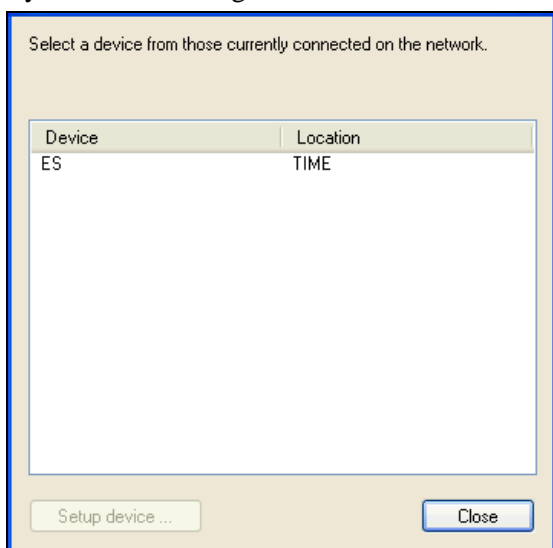 Select a device from those currently connected on the network.
Device Location
ES TIME
Setup device ... Close